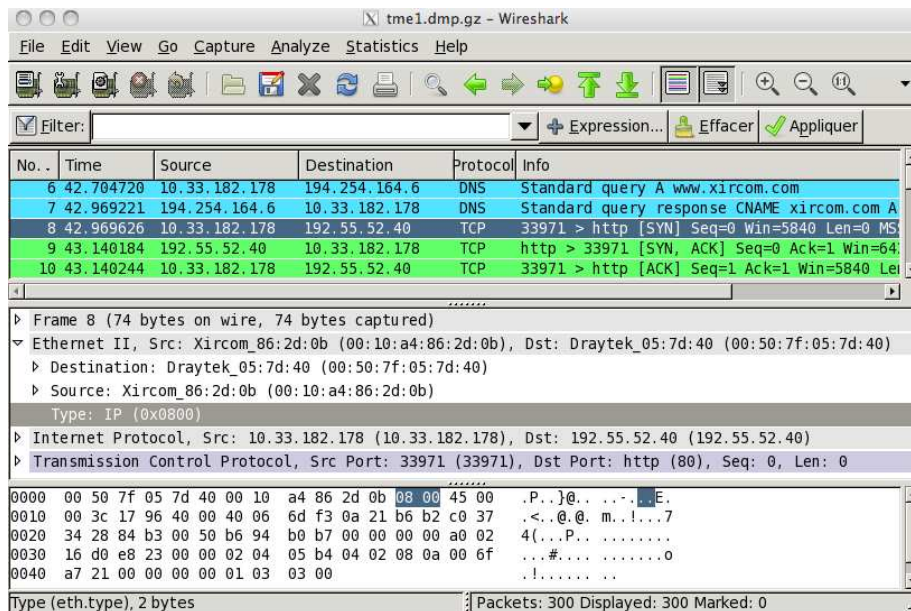 tme1.dmp.gz - Wireshark
File Edit View Go Capture Analyze Statistics Help
Filter: Expression... Effacer Appliquer
No. . Time Source Destination Protocol Info
6 42.704720 10.33.182.178 194.254.164.6 DNS Standard query A www.xircom.com
7 42.969221 194.254.164.6 10.33.182.178 DNS Standard query response CNAME xircom.com A
8 42.969626 10.33.182.178 192.55.52.40 TCP 33971 > http [SYN] Seq=0 Win=5840 Len=0 MSS
9 43.140184 192.55.52.40 10.33.182.178 TCP http > 33971 [SYN, ACK] Seq=0 Ack=1 Win=64
10 43.140244 10.33.182.178 192.55.52.40 TCP 33971 > http [ACK] Seq=1 Ack=1 Win=5840 Len
Frame 8 (74 bytes on wire, 74 bytes captured)
Ethernet II, Src: Xircom_86:2d:0b (00:10:a4:86:2d:0b), Dst: Draytek_05:7d:40 (00:50:7f:05:7d:40)
Destination: Draytek_05:7d:40 (00:50:7f:05:7d:40)
Source: Xircom_86:2d:0b (00:10:a4:86:2d:0b)
Type: IP (0x0800)
Internet Protocol, Src: 10.33.182.178 (10.33.182.178), Dst: 192.55.52.40 (192.55.52.40)
Transmission Control Protocol, Src Port: 33971 (33971), Dst Port: http (80), Seq: 0, Len: 0
0000 00 50 7f 05 7d 40 00 10 a4 86 2d 0b 08 00 45 00 .P..}@.. ..-...E.
0010 00 3c 17 96 40 00 40 06 6d f3 0a 21 b6 b2 c0 37 .<..@.@. m..!...7
0020 34 28 84 b3 00 50 b6 94 b0 b7 00 00 00 00 a0 02 4(...P.. ........
0030 16 d0 e8 23 00 00 02 04 05 b4 04 02 08 0a 00 6f ...#.... .......o
0040 a7 21 00 00 00 00 01 03 03 00 .!...... ..
Type (eth.type), 2 bytes Packets: 300 Displayed: 300 Marked: 0